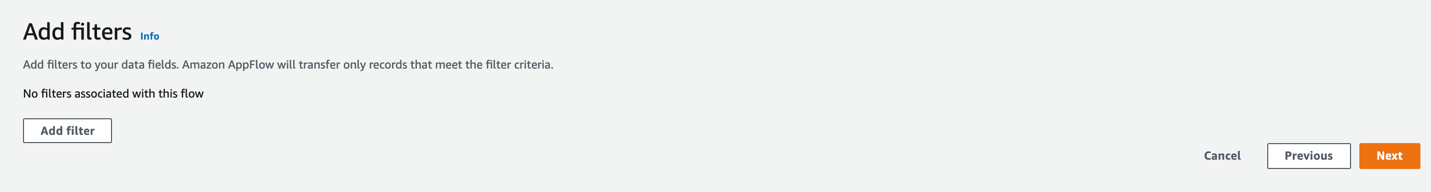 Add filters Info
Add filters to your data fields. Amazon AppFlow will transfer only records that meet the filter criteria.
No filters associated with this flow
Add filter
Cancel Previous Next